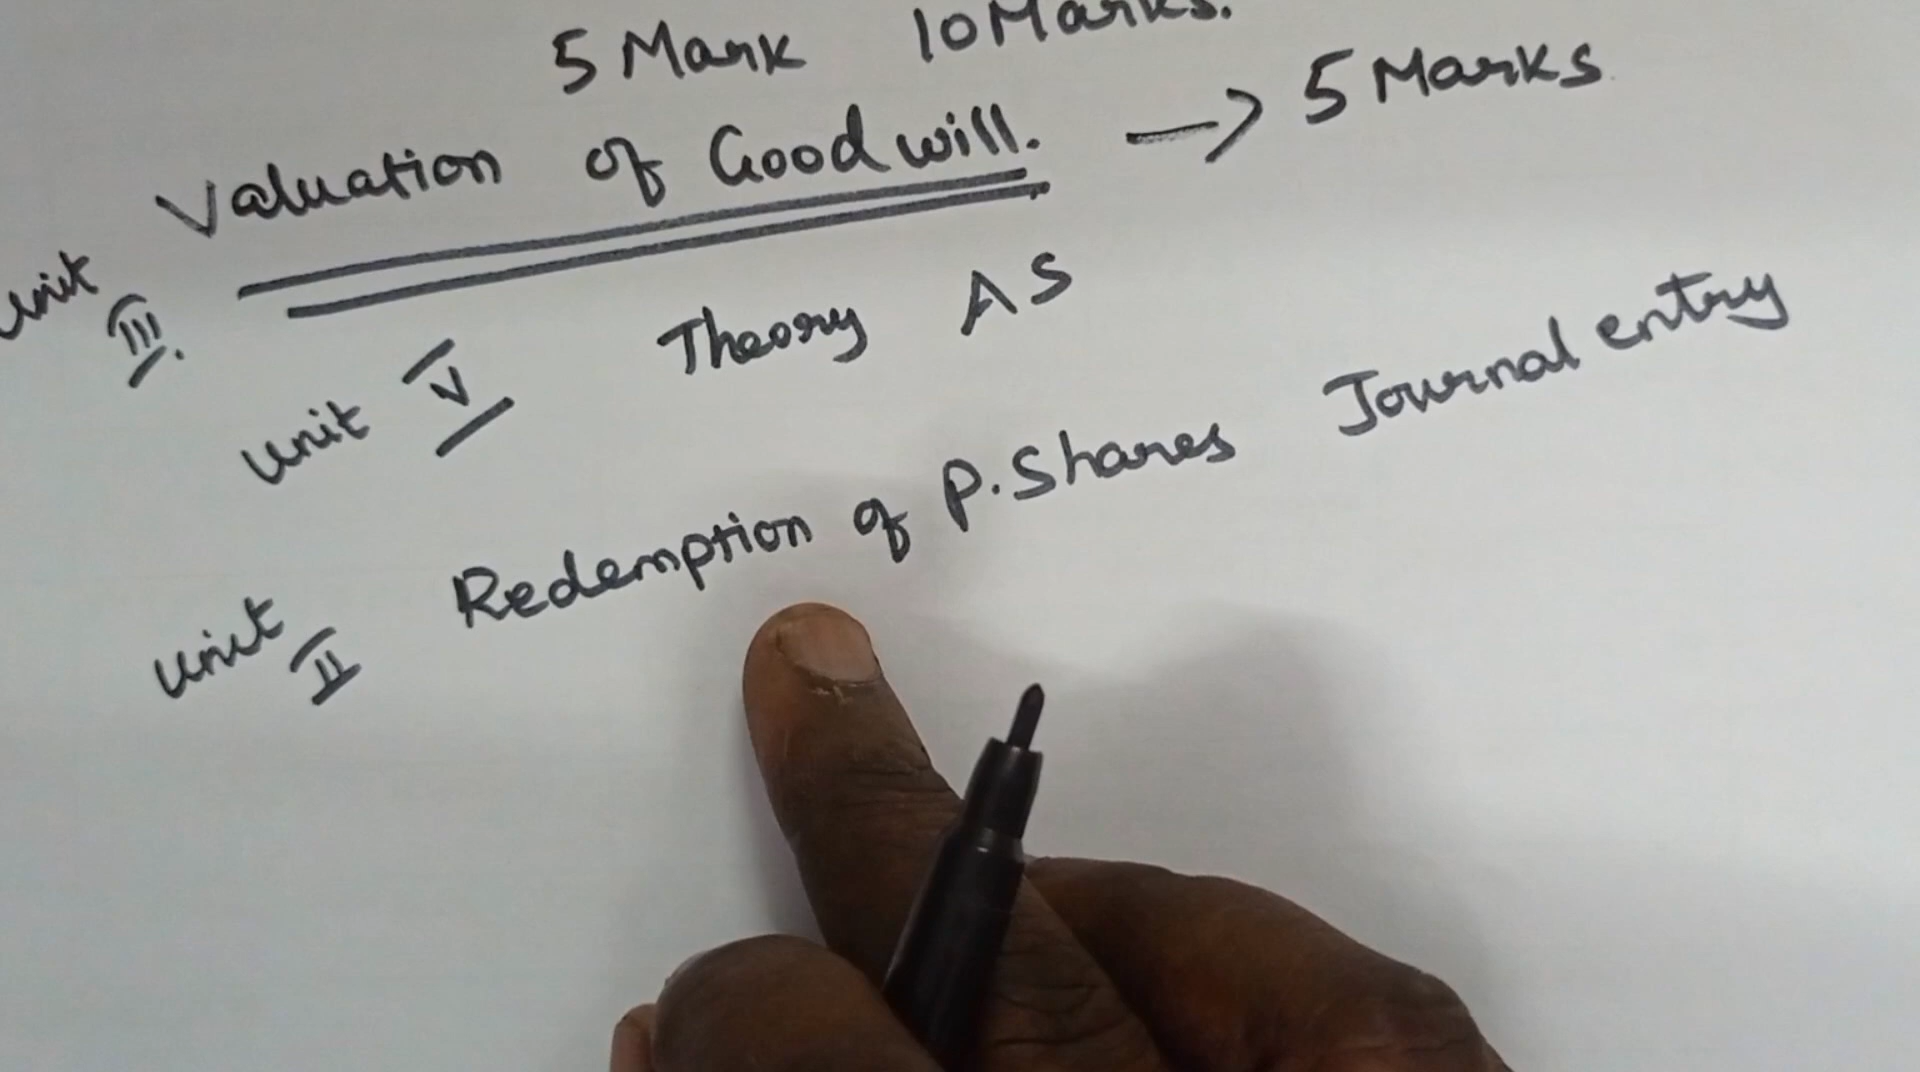 5 Mark 10 Marks.
Valuation of Goodwill. → 5 Marks
unit III.
unit V Theory AS
unit II Redemption of P. Shares Journal entry